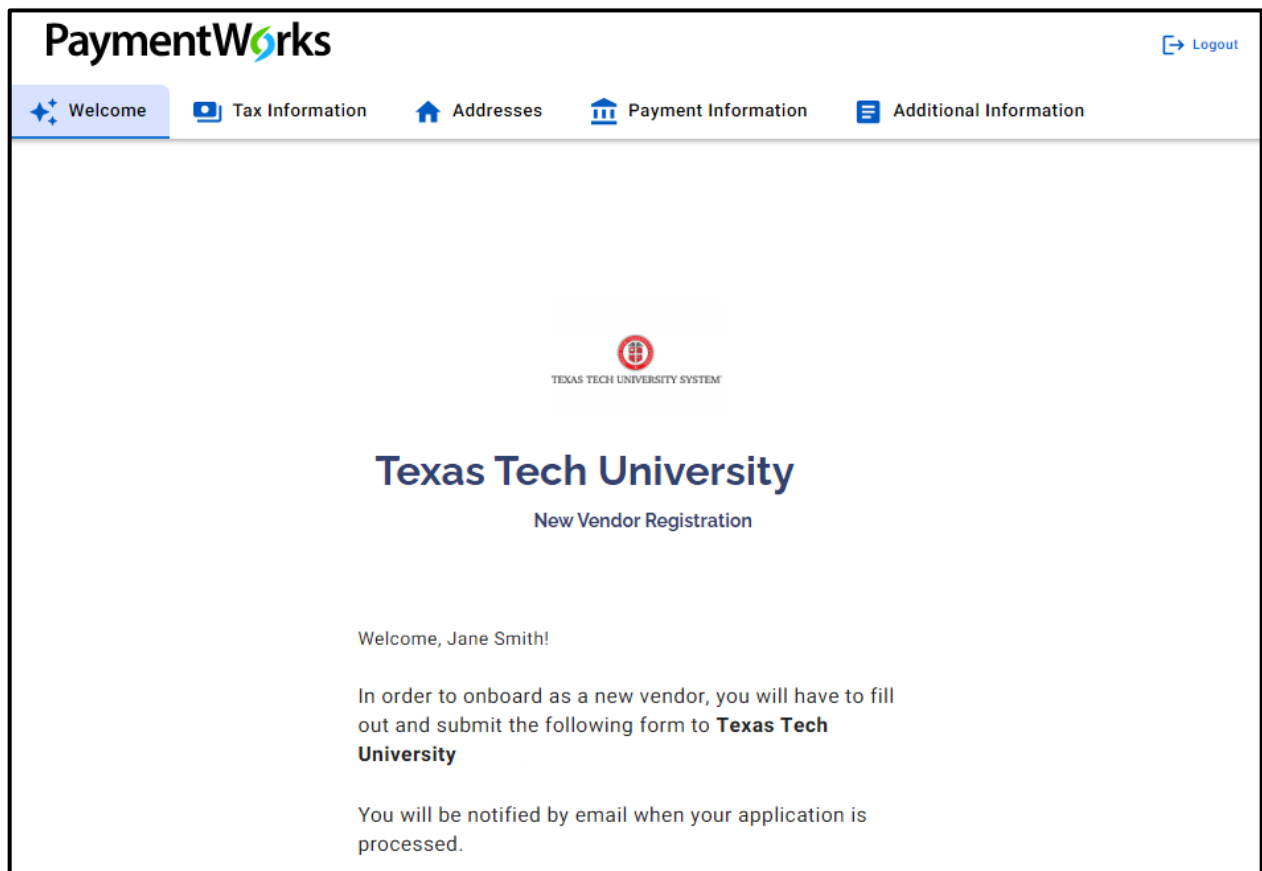 PaymentWorks
Logout
Welcome
Tax Information
Addresses
Payment Information
Additional Information
TEXAS TECH UNIVERSITY SYSTEM
Texas Tech University
New Vendor Registration
Welcome, Jane Smith!
In order to onboard as a new vendor, you will have to fill
out and submit the following form to Texas Tech
University
You will be notified by email when your application is
processed.